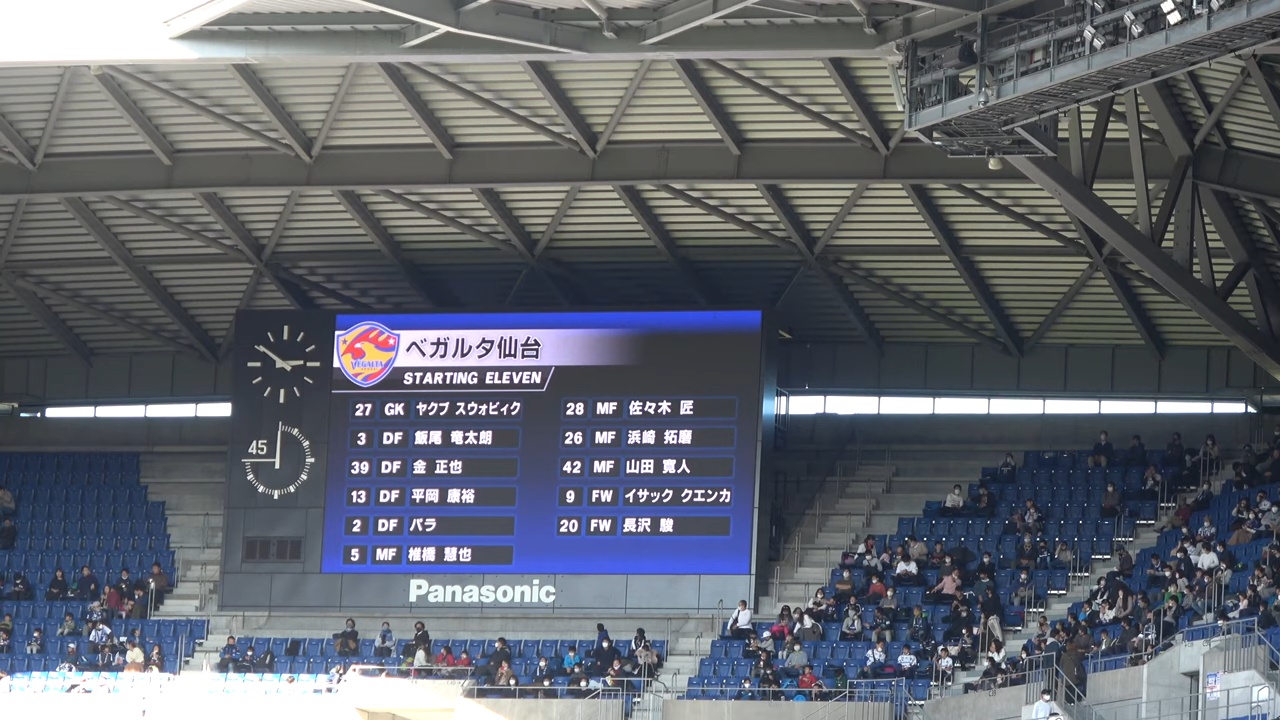 VEGALTA
ベガルタ仙台
STARTING ELEVEN
27 GK ヤクブ スウォビィク
3 DF 飯尾 竜太朗
39 DF 金 正也
13 DF 平岡 康裕
2 DF パラ
5 MF 椎橋 慧也
28 MF 佐々木 匠
26 MF 浜崎 拓磨
42 MF 山田 寛人
9 FW イサック クエンカ
20 FW 長沢 駿
45
Panasonic